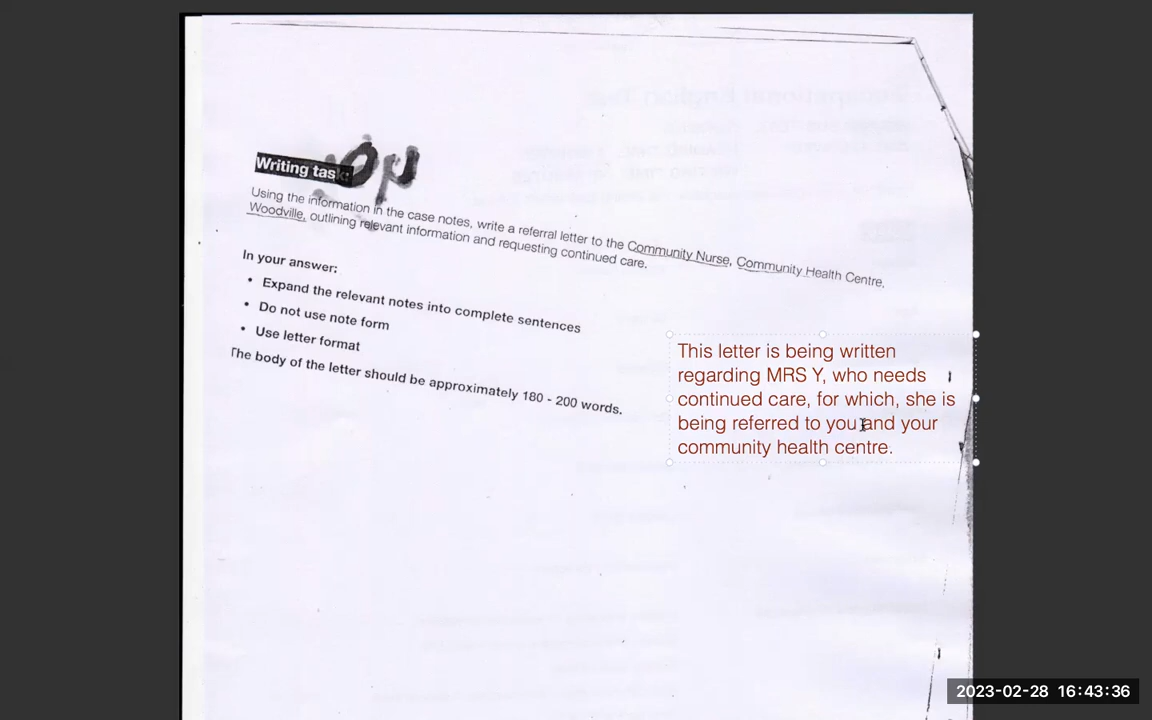 Writing task:
Using the information in the case notes, write a referral letter to the Community Nurse, Community Health Centre,
Woodville, outlining relevant information and requesting continued care.
In your answer:
• Expand the relevant notes into complete sentences
• Do not use note form
• Use letter format
The body of the letter should be approximately 180 - 200 words.
This letter is being written
regarding MRS Y, who needs
continued care, for which, she is
being referred to you and your
community health centre.
2023-02-28 16:43:36